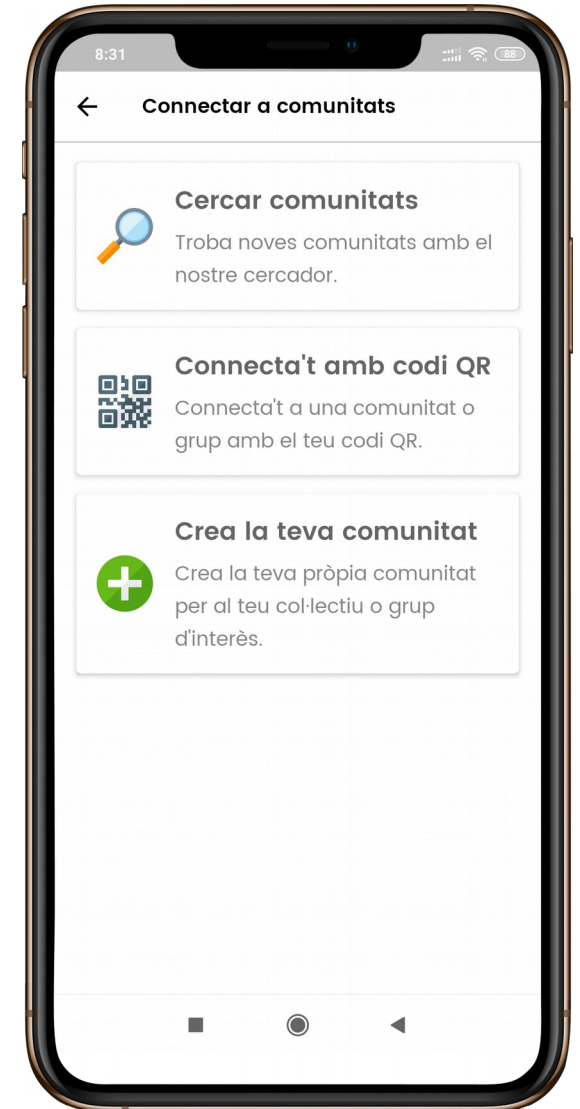 8:31
88
Connectar a comunitats
Cercar comunitats
Troba noves comunitats amb el
nostre cercador.
Connecta't amb codi QR
Connecta't a una comunitat o
grup amb el teu codi QR.
Crea la teva comunitat
Crea la teva pròpia comunitat
per al teu col·lectiu o grup
d'interès.